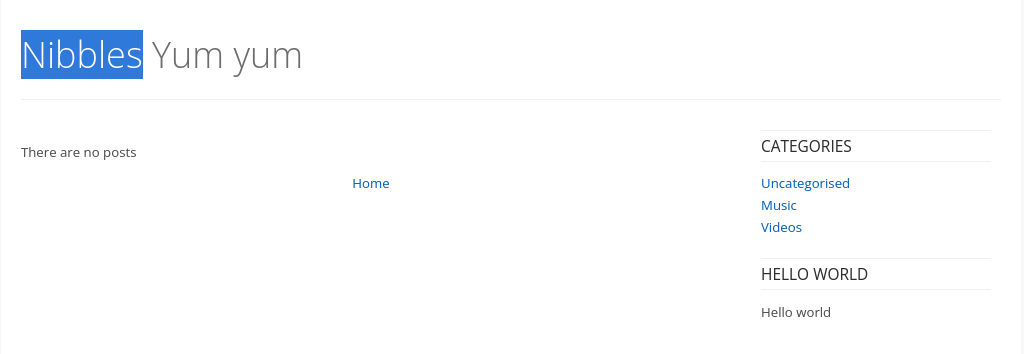 Nibbles Yum yum
There are no posts
Home
CATEGORIES
Uncategorised
Music
Videos
HELLO WORLD
Hello world